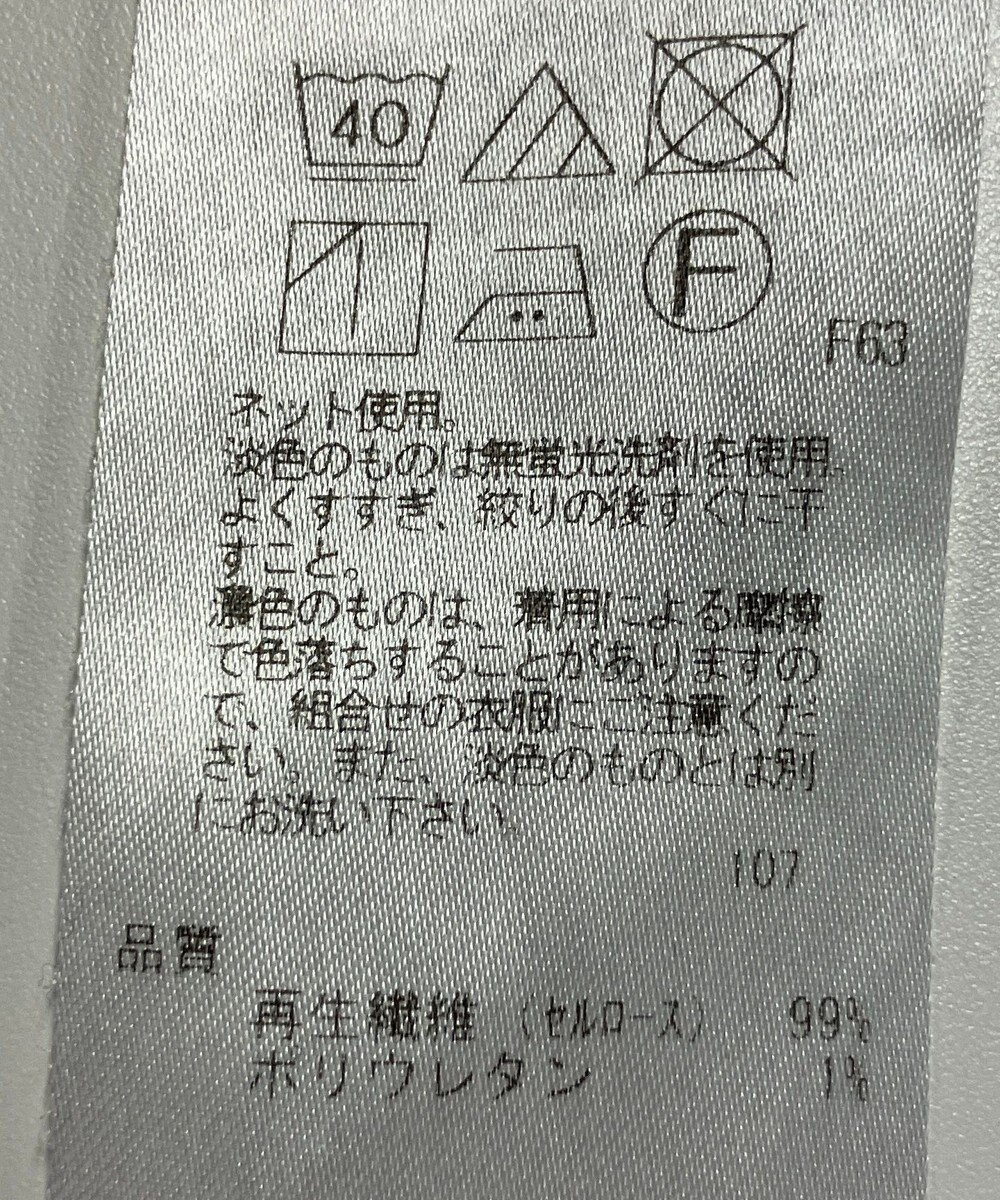 40
F
F63
ネット使用。
淡色のものは無蛍光洗剤を使用。
よくすすぎ、絞りの後すぐに干
すこと。
濃色のものは、着用による摩擦
で色落ちすることがありますの
で、組合せの衣服にご注意くだ
さい。また、淡色のものとは別
にお洗い下さい。
107
品質
再生繊維（セルロース） 99%
ポリウレタン 1%